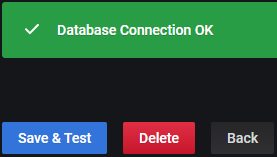 Database Connection OK
Save & Test Delete Back